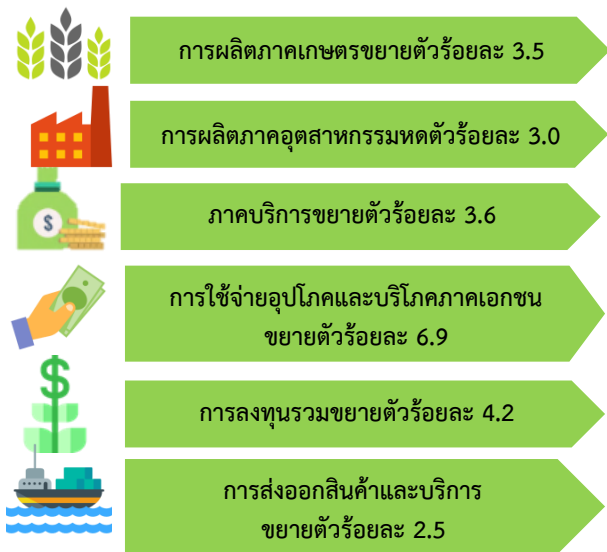 การผลิตภาคเกษตรขยายตัวร้อยละ 3.5
การผลิตภาคอุตสาหกรรมหดตัวร้อยละ 3.0
$
ภาคบริการขยายตัวร้อยละ 3.6
การใช้จ่ายอุปโภคและบริโภคภาคเอกชน
ขยายตัวร้อยละ 6.9
$
การลงทุนรวมขยายตัวร้อยละ 4.2
การส่งออกสินค้าและบริการ
ขยายตัวร้อยละ 2.5